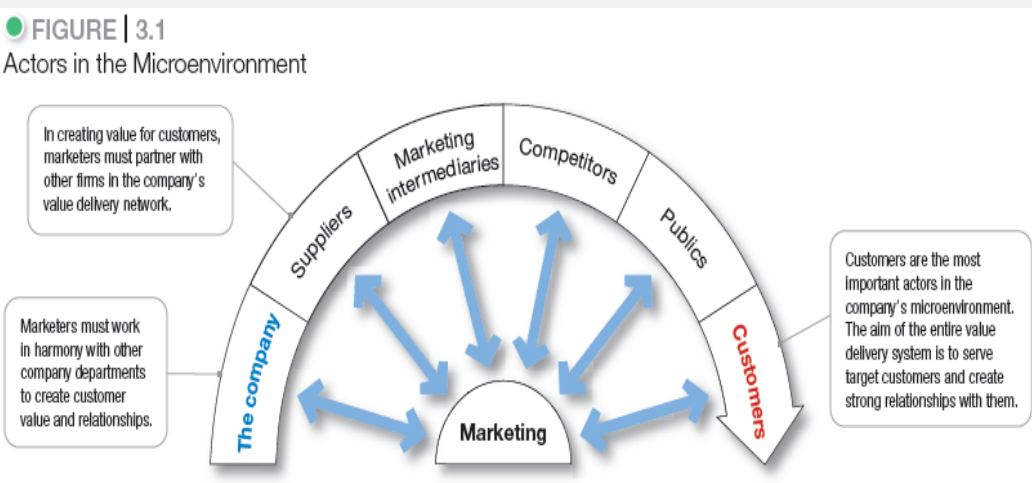 FIGURE | 3.1
Actors in the Microenvironment
In creating value for customers,
marketers must partner with
other firms in the company's
value delivery network.
Marketers must work
in harmony with other
company departments
to create customer
value and relationships.
The company
Suppliers
Marketing
intermediaries
Competitors
Publics
Customers
Customers are the most
important actors in the
company's microenvironment.
The aim of the entire value
delivery system is to serve
target customers and create
strong relationships with them.
Marketing